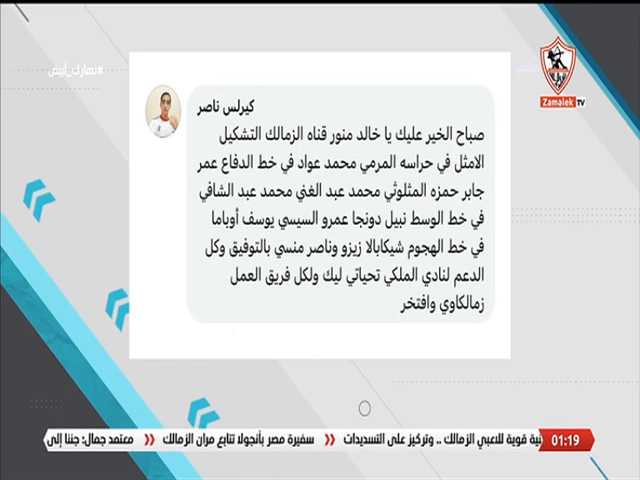 #نهارك_أبيض
Zamalek TV
كيرلس ناصر
صباح الخير عليك يا خالد منور قناه الزمالك التشكيل
الامثل في حراسه المرمي محمد عواد في خط الدفاع عمر
جابر حمزه المثلوثي محمد عبد الغني محمد عبد الشافي
في خط الوسط نبيل دونجا عمرو السيسي يوسف أوباما
في خط الهجوم شيكابالا زيزو وناصر منسي بالتوفيق وكل
الدعم لنادي الملكي تحياتي ليك ولكل فريق العمل
زمالكاوي وافتخر
01:19
نية قوية للاعبي الزمالك .. وتركيز على التسديدات » سفيرة مصر بأنجولا تتابع مران الزمالك » معتمد جمال: جئنا إلى